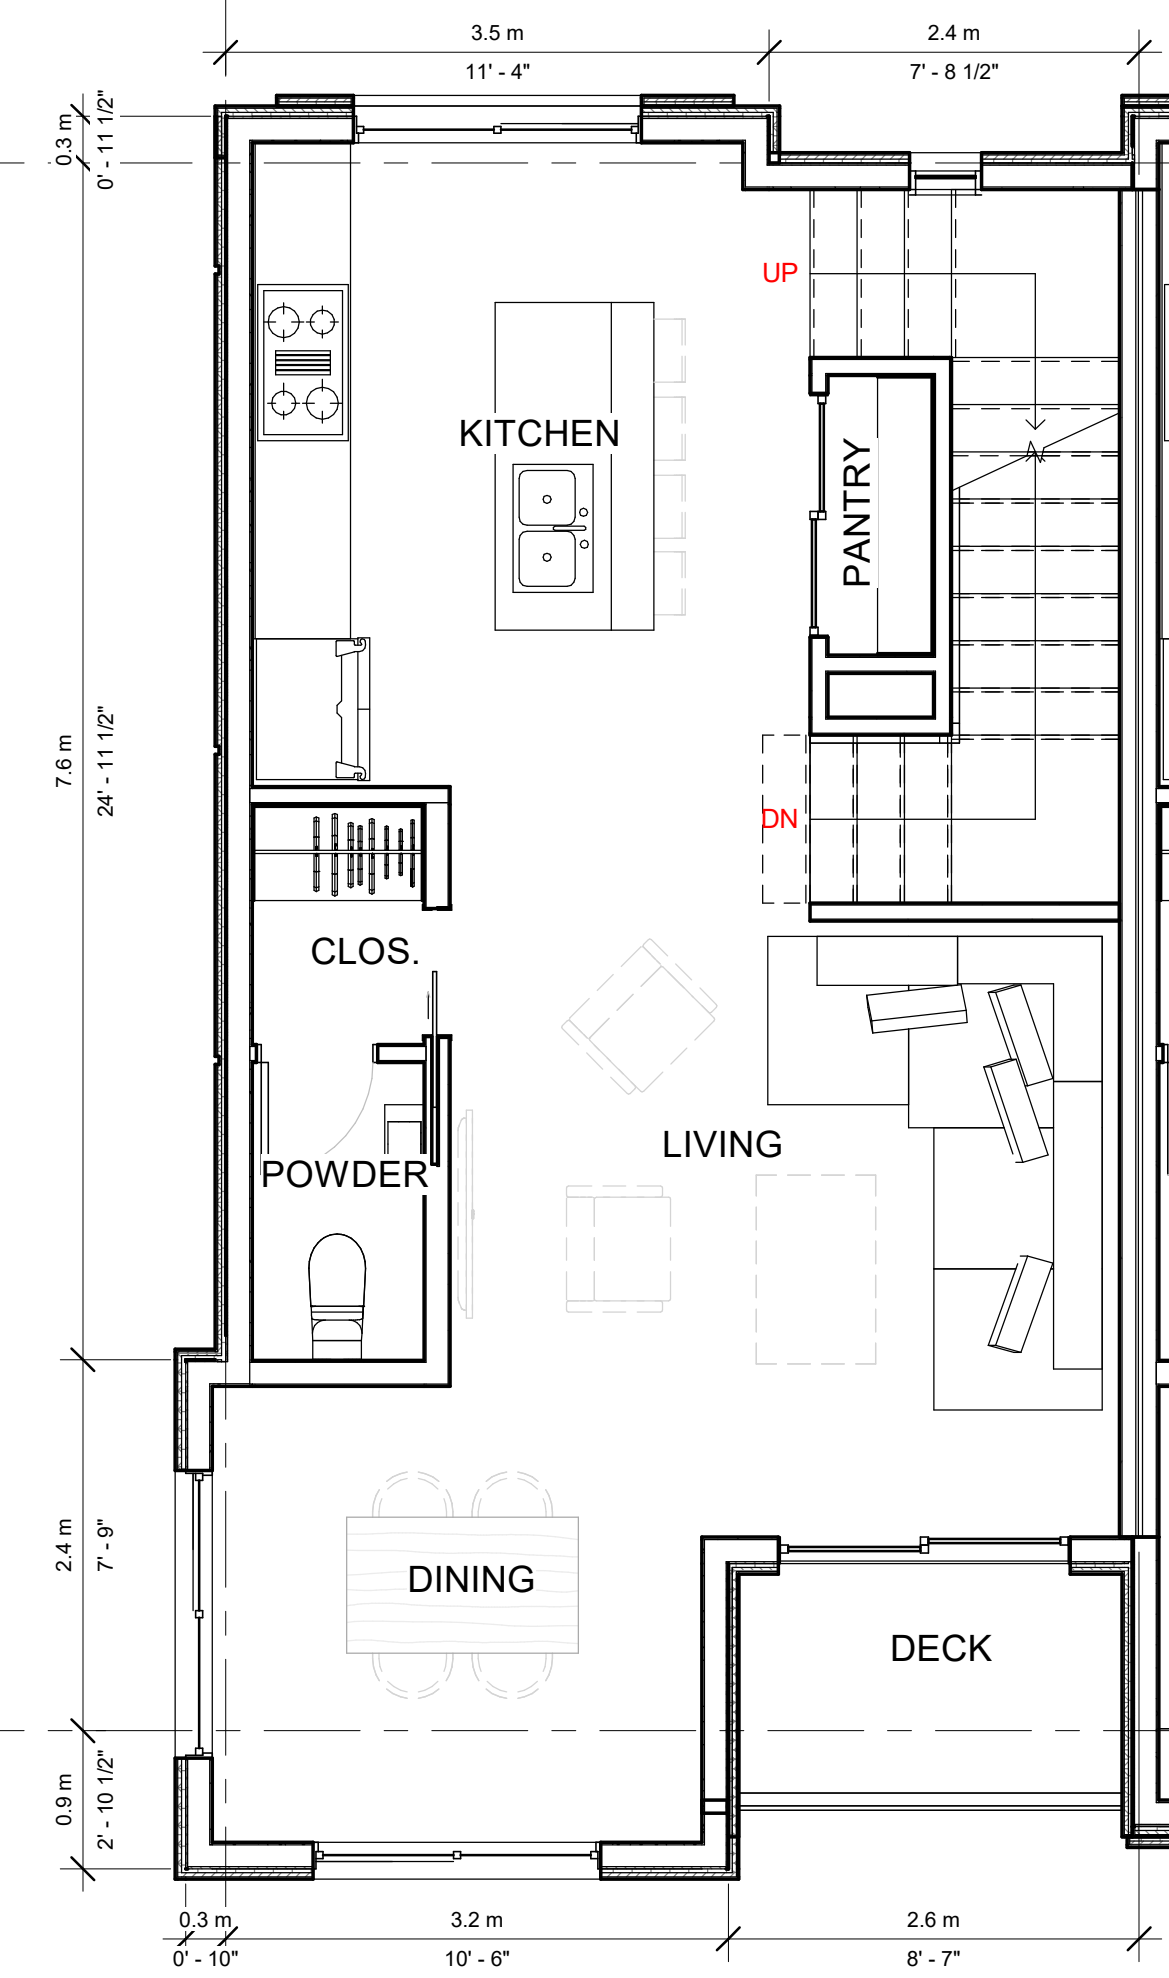 3.5 m
2.4 m
11' - 4"
7' - 8 1/2"
0.3 m
0' - 11 1/2"
UP
KITCHEN
PANTRY
7.6 m
24' - 11 1/2"
DN
CLOS.
LIVING
POWDER
2.4 m
7' - 9"
DINING
DECK
0.9 m
2' - 10 1/2"
0.3 m
3.2 m
2.6 m
0' - 10"
10' - 6"
8' - 7"